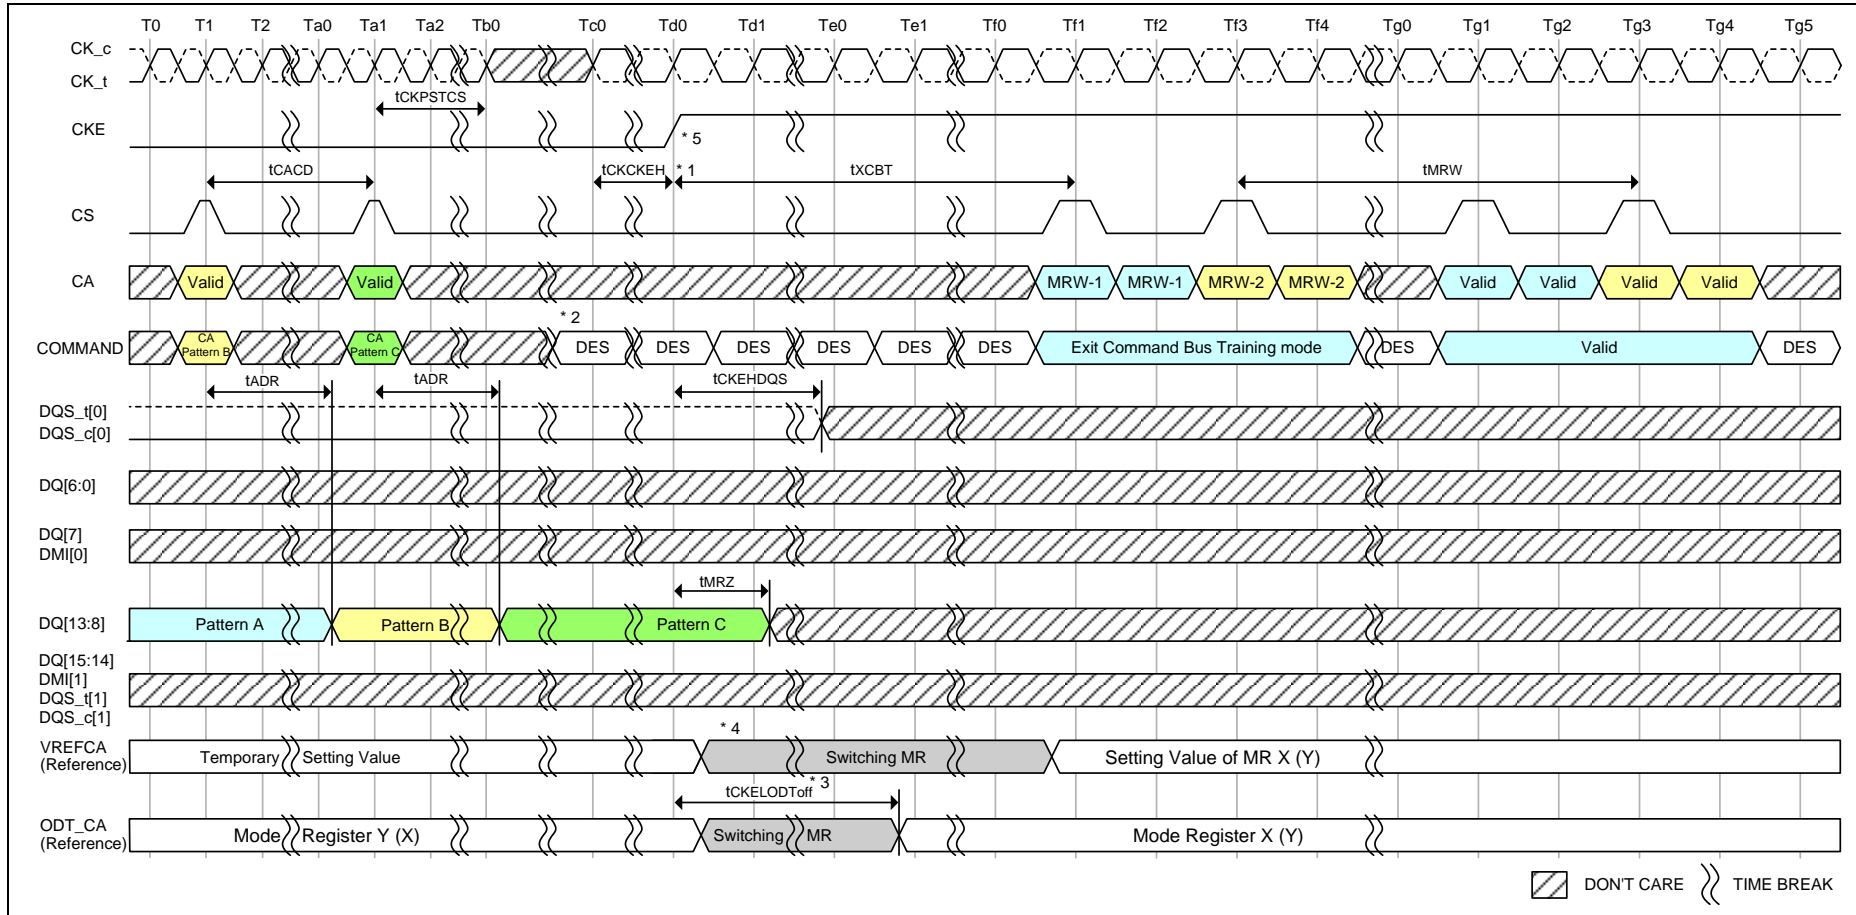 T0 T1 T2 Ta0 Ta1 Ta2 Tb0 Tc0 Td0 Td1 Te0 Te1 Tf0 Tf1 Tf2 Tf3 Tf4 Tg0 Tg1 Tg2 Tg3 Tg4 Tg5
CK_c
CK_t
tCKPSTCS
CKE
* 5
tCACD tCKCKEH * 1 tXCBT tMRW
CS
CA Valid Valid MRW-1 MRW-1 MRW-2 MRW-2 Valid Valid Valid Valid
* 2
COMMAND CA Pattern B CA Pattern C DES DES DES DES DES DES Exit Command Bus Training mode DES Valid DES
tADR tADR tCKEHDQS
DQS_t[0]
DQS_c[0]
DQ[6:0]
DQ[7]
DMI[0]
tMRZ
DQ[13:8] Pattern A Pattern B Pattern C
DQ[15:14]
DMI[1]
DQS_t[1]
DQS_c[1]
* 4
VREFCA
(Reference)
Temporary Setting Value Switching MR Setting Value of MR X (Y)
tCKELODToff * 3
ODT_CA
(Reference)
Mode Register Y (X) Switching MR Mode Register X (Y)
DON'T CARE TIME BREAK